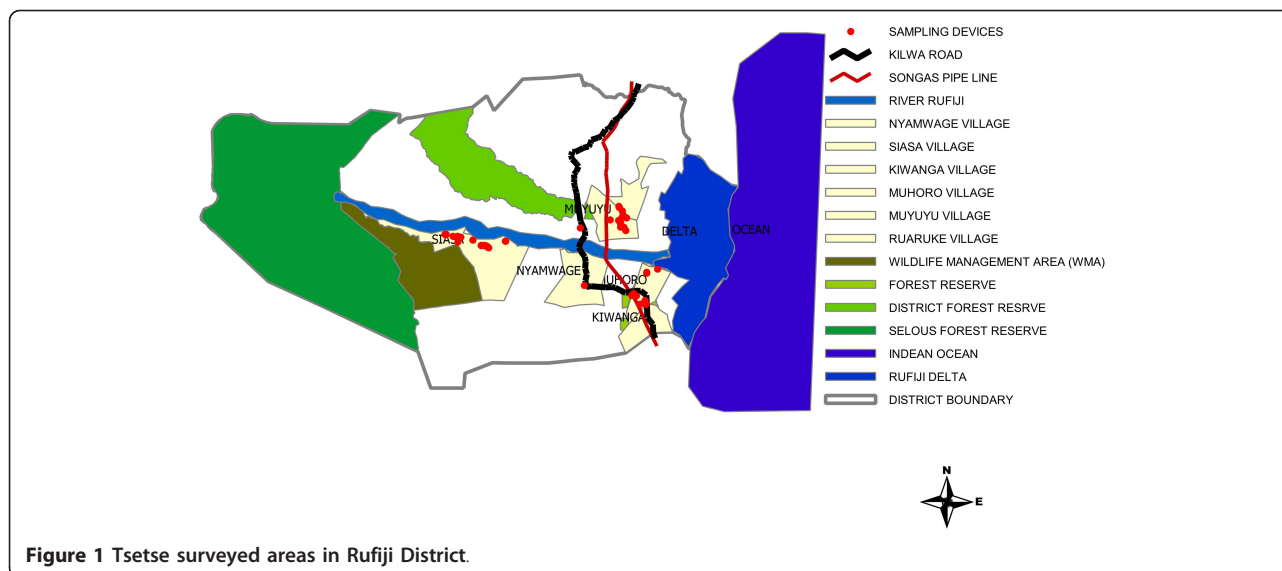 SAMPLING DEVICES
KILWA ROAD
SONGAS PIPE LINE
RIVER RUFIJI
NYAMWAGE VILLAGE
SIASA VILLAGE
KIWANGA VILLAGE
MUHORO VILLAGE
MUYUYU VILLAGE
RUARUKE VILLAGE
WILDLIFE MANAGEMENT AREA (WMA)
FOREST RESERVE
DISTRICT FOREST RESRVE
SELOUS FOREST RESERVE
INDEAN OCEAN
RUFIJI DELTA
DISTRICT BOUNDARY
MUYUYU
DELTA
OCEAN
SIASA
NYAMWAGE
UHORO
KIWANGA
N
E
Figure 1 Tsetse surveyed areas in Rufiji District.